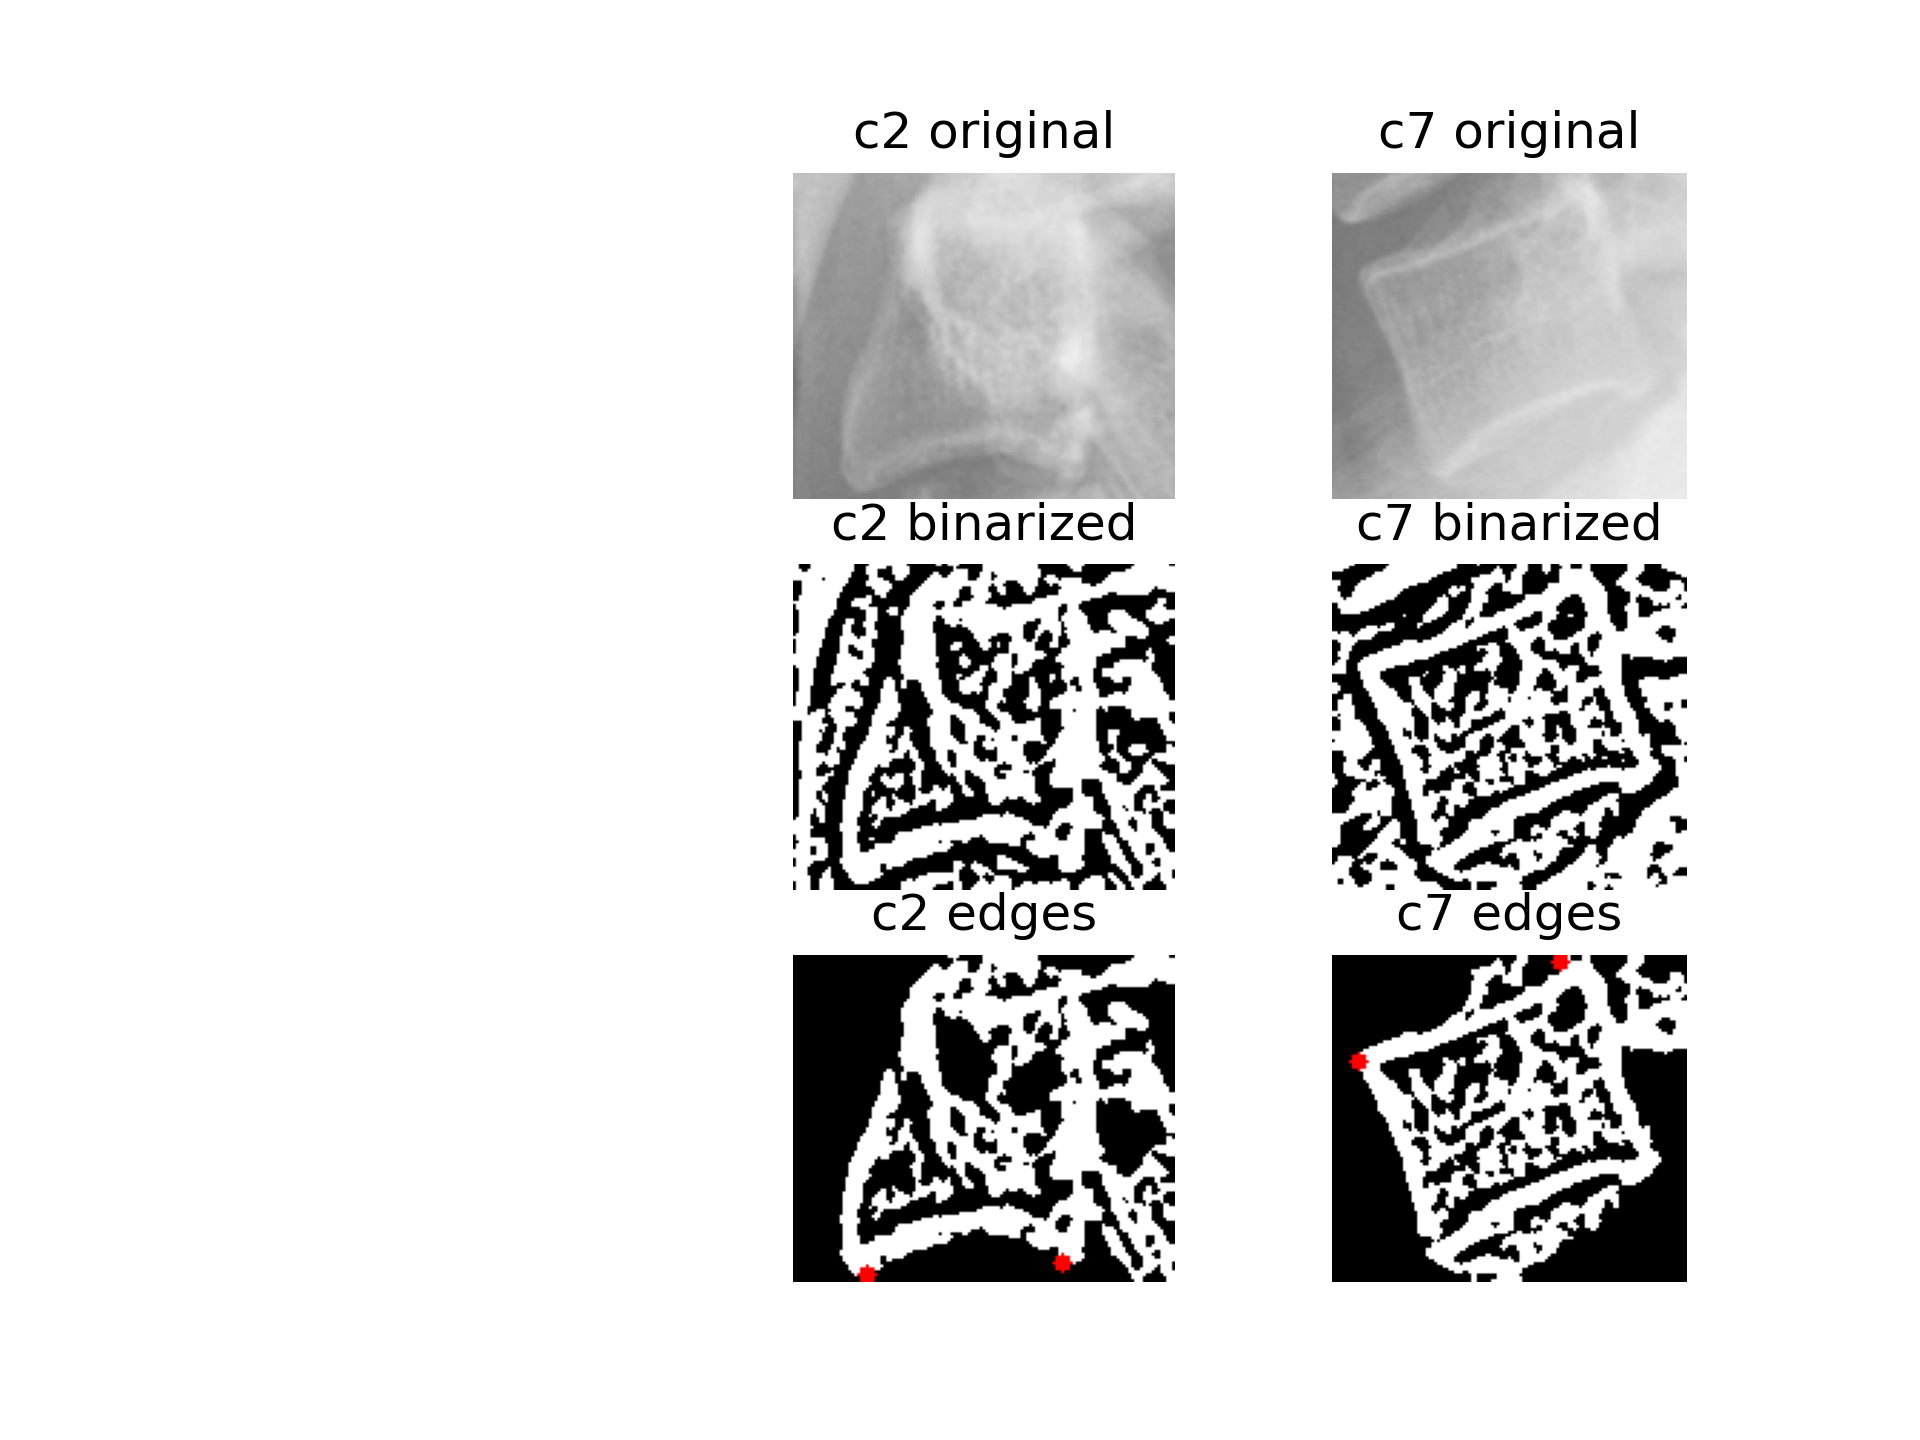 c2 original
c7 original
c2 binarized
c7 binarized
c2 edges
c7 edges